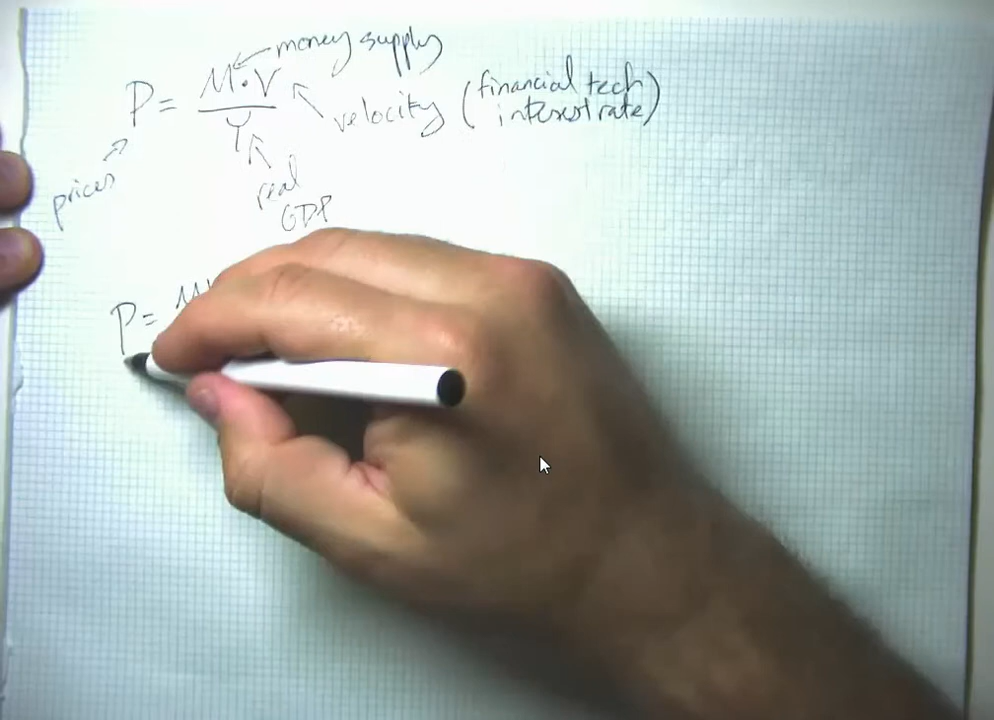 money supply
P = M·V / Y
velocity (financial tech
interest rate)
prices
real
GDP
P = M